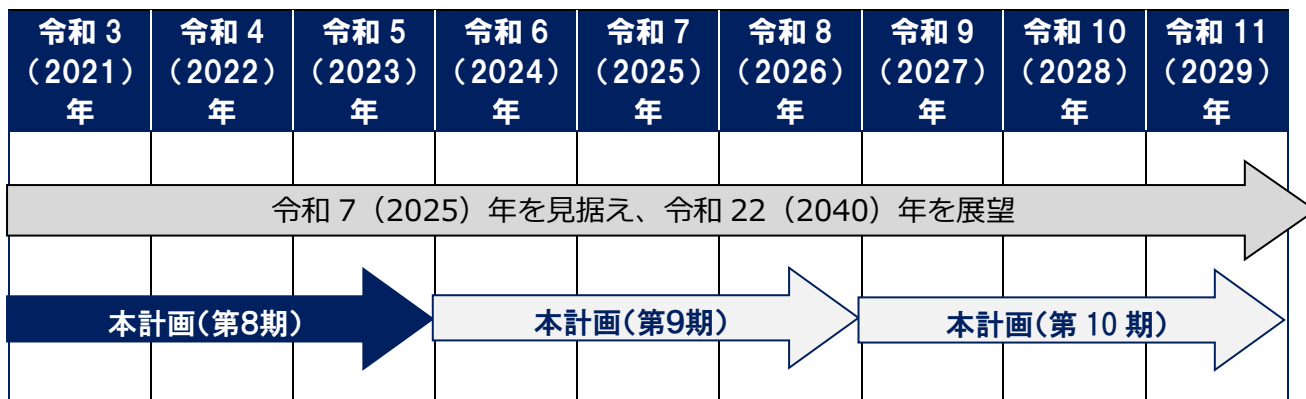 令和 3
（2021）
年
令和 4
（2022）
年
令和 5
（2023）
年
令和 6
（2024）
年
令和 7
（2025）
年
令和 8
（2026）
年
令和 9
（2027）
年
令和 10
（2028）
年
令和 11
（2029）
年
令和 7（2025）年を見据え、令和 22（2040）年を展望
本計画（第8期）
本計画（第9期）
本計画（第 10 期）